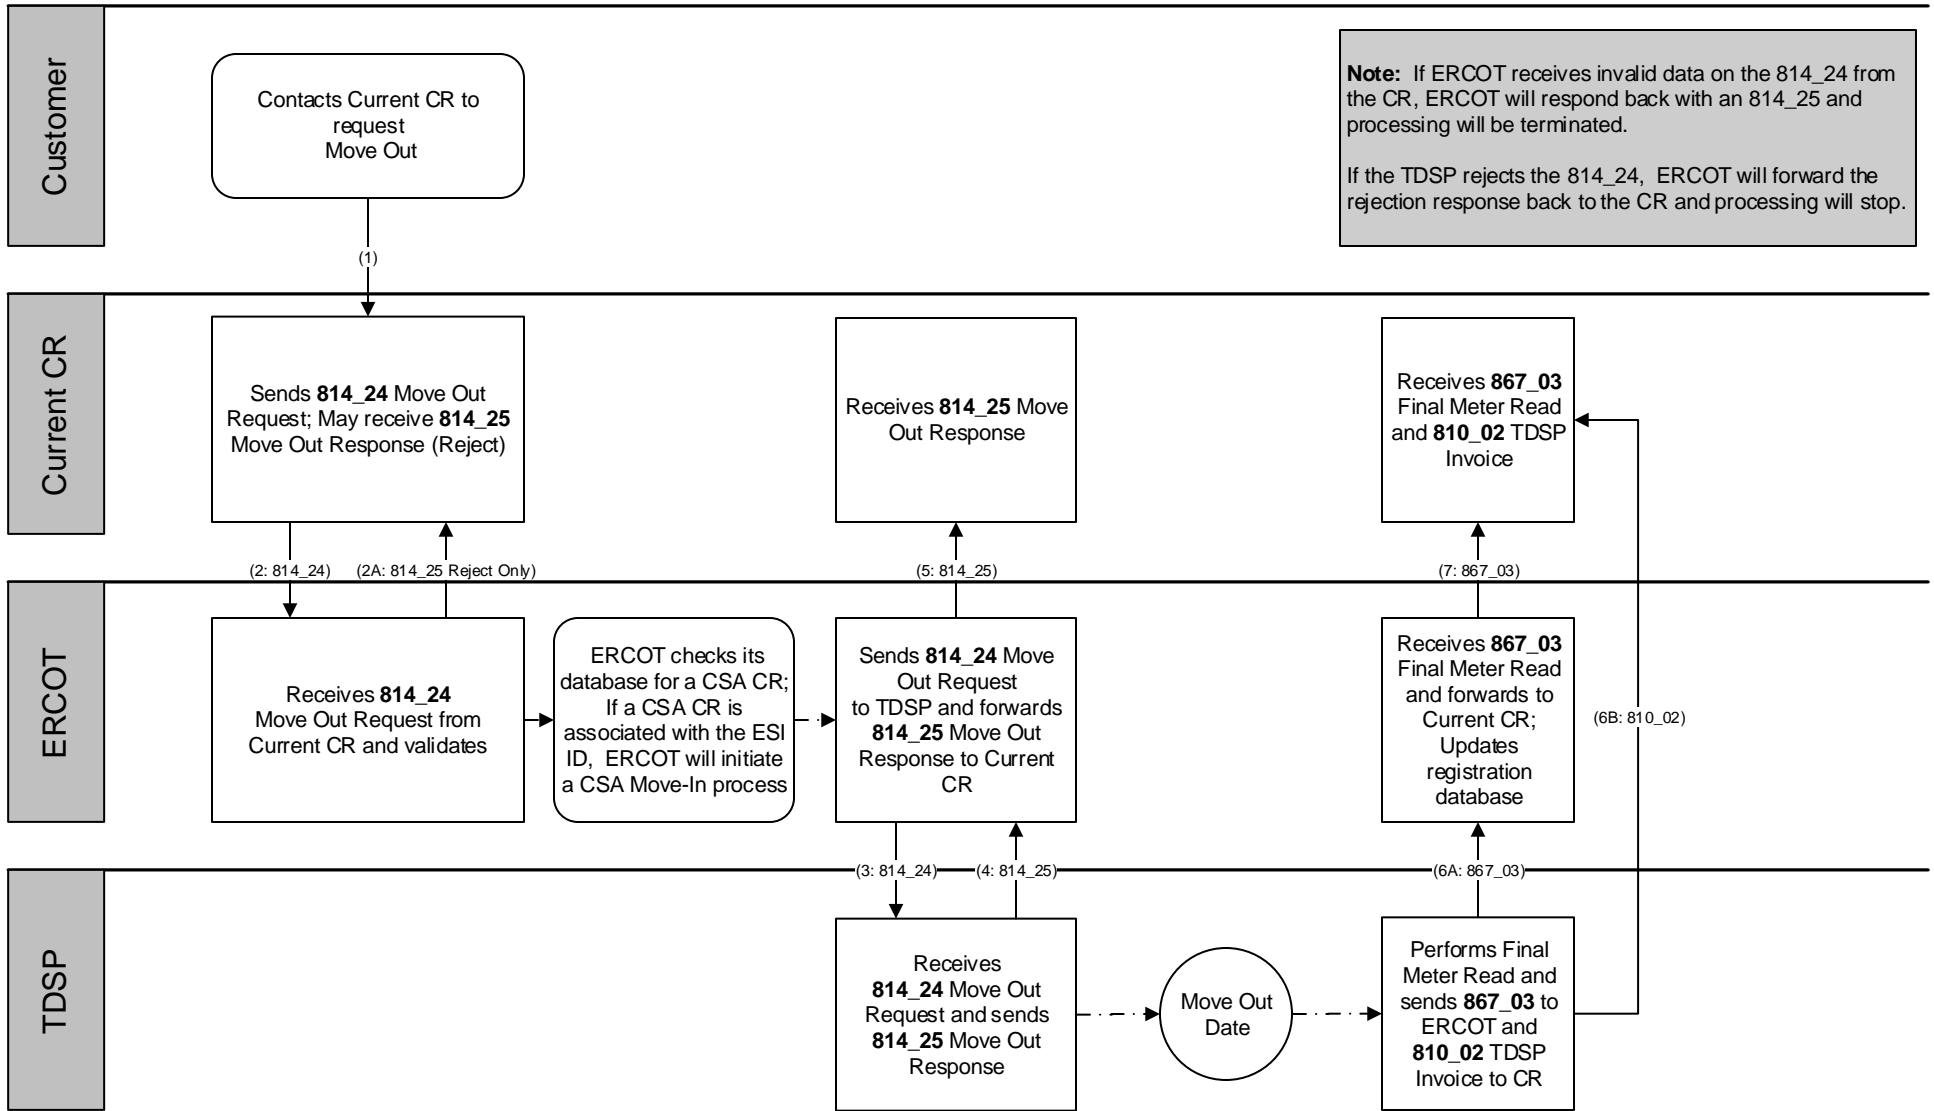 Customer
Contacts Current CR to
request
Move Out
Note: If ERCOT receives invalid data on the 814_24 from
the CR, ERCOT will respond back with an 814_25 and
processing will be terminated.
If the TDSP rejects the 814_24, ERCOT will forward the
rejection response back to the CR and processing will stop.
(1)
Current CR
Sends 814_24 Move Out
Request; May receive 814_25
Move Out Response (Reject)
Receives 814_25 Move
Out Response
Receives 867_03
Final Meter Read
and 810_02 TDSP
Invoice
(2: 814_24)
(2A: 814_25 Reject Only)
(5: 814_25)
(7: 867_03)
ERCOT
Receives 814_24
Move Out Request from
Current CR and validates
ERCOT checks its
database for a CSA CR;
If a CSA CR is
associated with the ESI
ID, ERCOT will initiate
a CSA Move-In process
Sends 814_24 Move
Out Request
to TDSP and forwards
814_25 Move Out
Response to Current
CR
Receives 867_03
Final Meter Read
and forwards to
Current CR;
Updates
registration
database
(6B: 810_02)
(3: 814_24)
(4: 814_25)
(6A: 867_03)
TDSP
Receives
814_24 Move Out
Request and sends
814_25 Move Out
Response
Move Out
Date
Performs Final
Meter Read and
sends 867_03 to
ERCOT and
810_02 TDSP
Invoice to CR